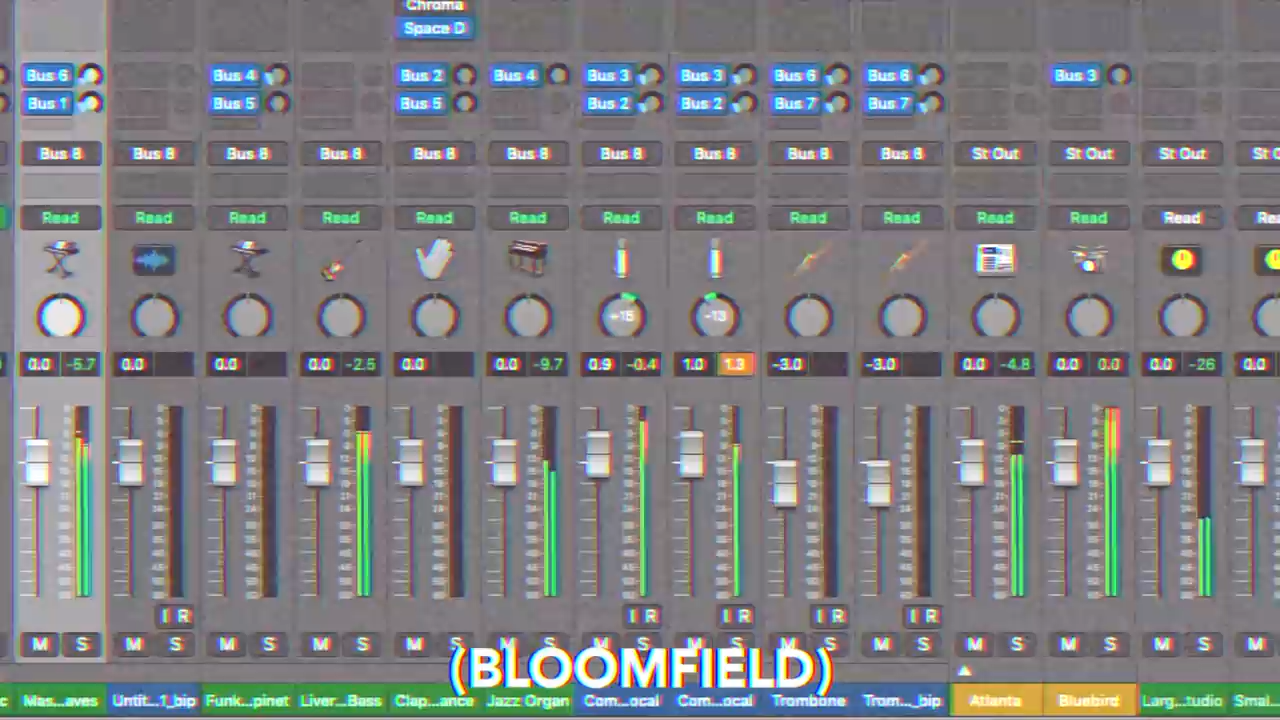 Chroma
Space D
Bus 6 Bus 4 Bus 2 Bus 4 Bus 3 Bus 3 Bus 6 Bus 6 Bus 3
Bus 1 Bus 5 Bus 5 Bus 2 Bus 2 Bus 7 Bus 7
Bus 8 Bus 8 Bus 8 Bus 8 Bus 8 Bus 8 Bus 8 Bus 8 Bus 8 Bus 8 St Out St Out St Out St O
Read Read Read Read Read Read Read Read Read Read Read Read Read Rea
+15 -13
0.0 -5.7 0.0 0.0 0.0 -2.5 0.0 0.0 -9.7 0.9 -0.4 1.0 1.3 -3.0 -3.0 0.0 -4.8 0.0 0.0 0.0 -26 0.0
I R I R I R I R I R
M S M S M S M S M S M S M S M S M S M S M S M S M S M
(BLOOMFIELD)
c Mas...aves Untit...1_bip Funk...pinet Liver...Bass Clap...ance Jazz Organ Com...ocal Com...ocal Trombone Trom..._bip Atlanta Bluebird Larg...tudio Smal...